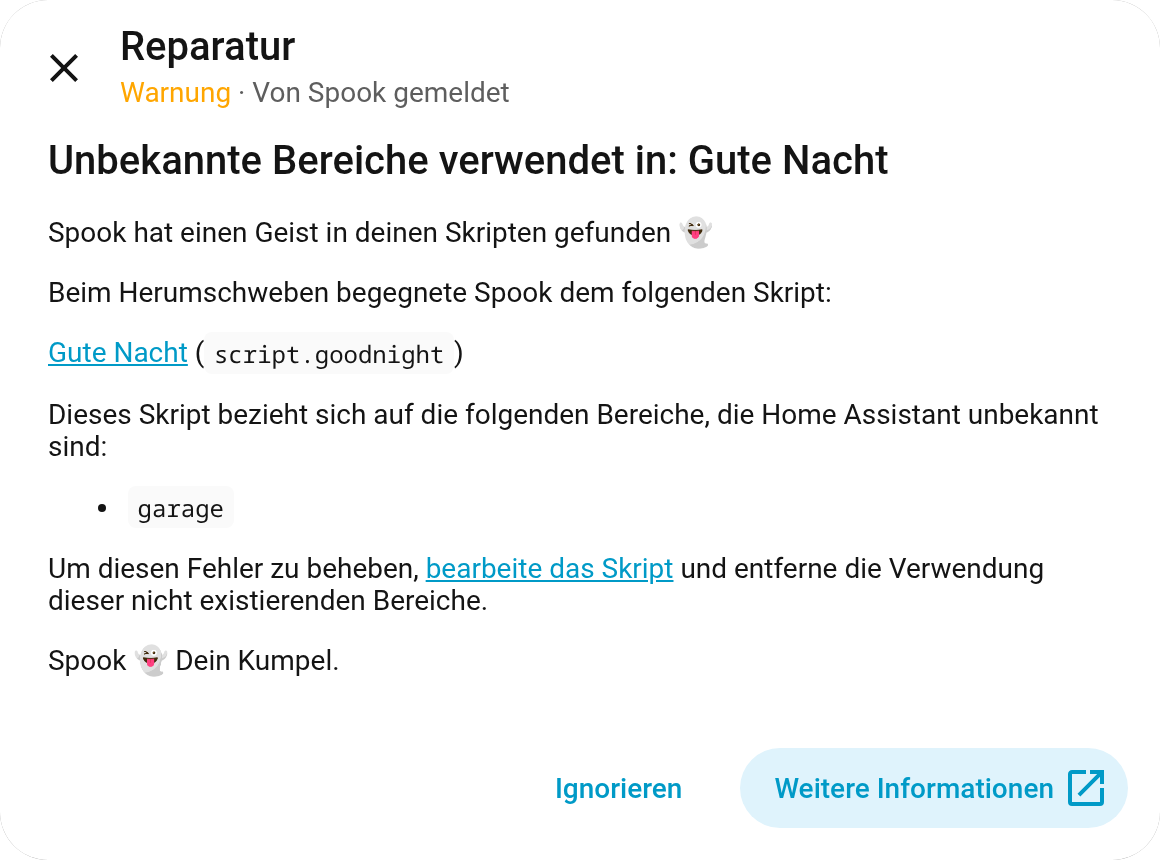 Reparatur
Warnung · Von Spook gemeldet
Unbekannte Bereiche verwendet in: Gute Nacht
Spook hat einen Geist in deinen Skripten gefunden 👻
Beim Herumschweben begegnete Spook dem folgenden Skript:
Gute Nacht ( script.goodnight )
Dieses Skript bezieht sich auf die folgenden Bereiche, die Home Assistant unbekannt
sind:
• garage
Um diesen Fehler zu beheben, bearbeite das Skript und entferne die Verwendung
dieser nicht existierenden Bereiche.
Spook 👻 Dein Kumpel.
Ignorieren
Weitere Informationen